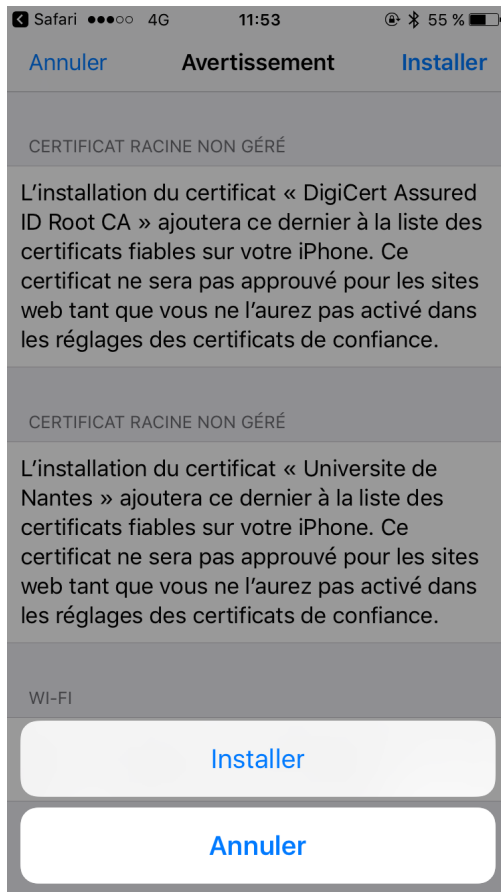 Safari 4G 11:53 55 %
Annuler Avertissement Installer
CERTIFICAT RACINE NON GÉRÉ
L’installation du certificat « DigiCert Assured
ID Root CA » ajoutera ce dernier à la liste des
certificats fiables sur votre iPhone. Ce
certificat ne sera pas approuvé pour les sites
web tant que vous ne l’aurez pas activé dans
les réglages des certificats de confiance.
CERTIFICAT RACINE NON GÉRÉ
L’installation du certificat « Universite de
Nantes » ajoutera ce dernier à la liste des
certificats fiables sur votre iPhone. Ce
certificat ne sera pas approuvé pour les sites
web tant que vous ne l’aurez pas activé dans
les réglages des certificats de confiance.
WI-FI
Installer
Annuler